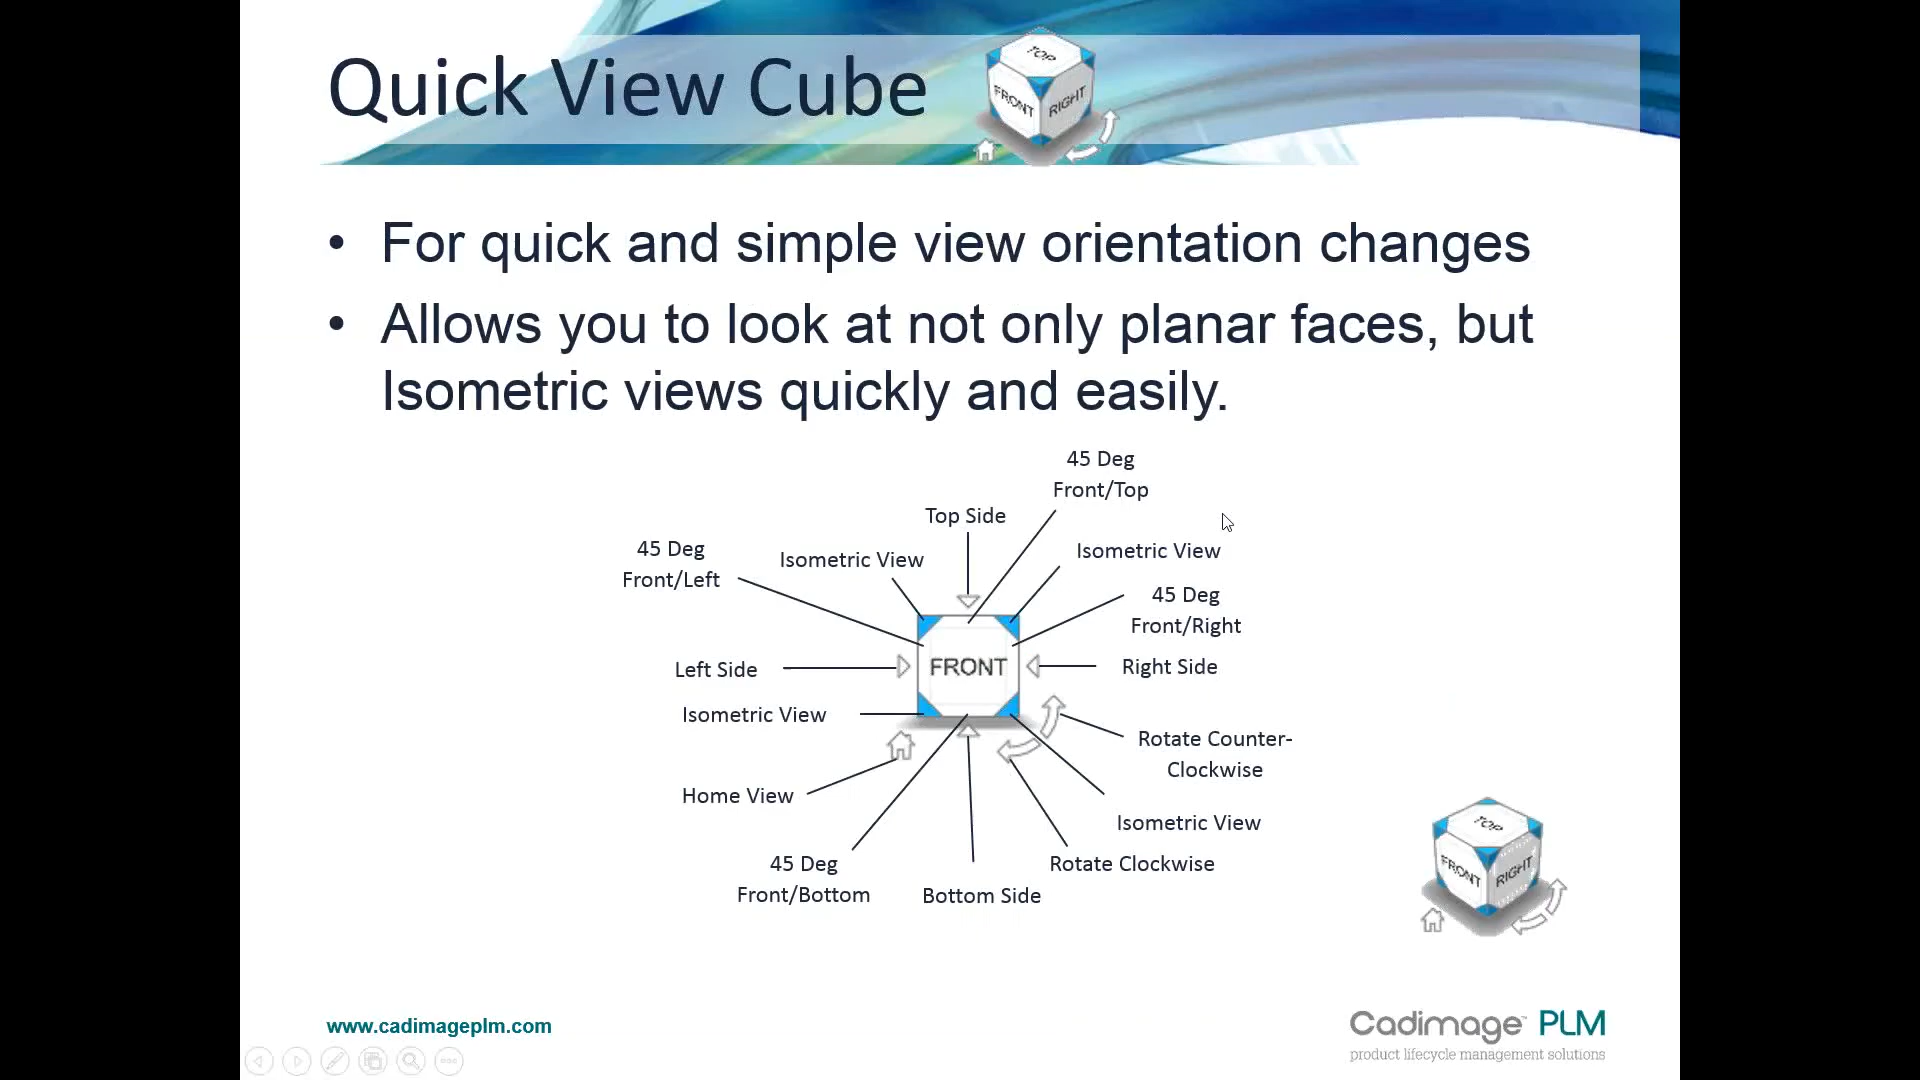 Quick View Cube
TOP
FRONT
RIGHT
• For quick and simple view orientation changes
• Allows you to look at not only planar faces, but
Isometric views quickly and easily.
45 Deg
Front/Top
Top Side
45 Deg
Front/Left
Isometric View
Isometric View
45 Deg
Front/Right
Left Side
FRONT
Right Side
Isometric View
Rotate Counter-
Clockwise
Home View
Isometric View
45 Deg
Front/Bottom
Bottom Side
Rotate Clockwise
TOP
FRONT
RIGHT
www.cadimageplm.com
Cadimage™ PLM
product lifecycle management solutions